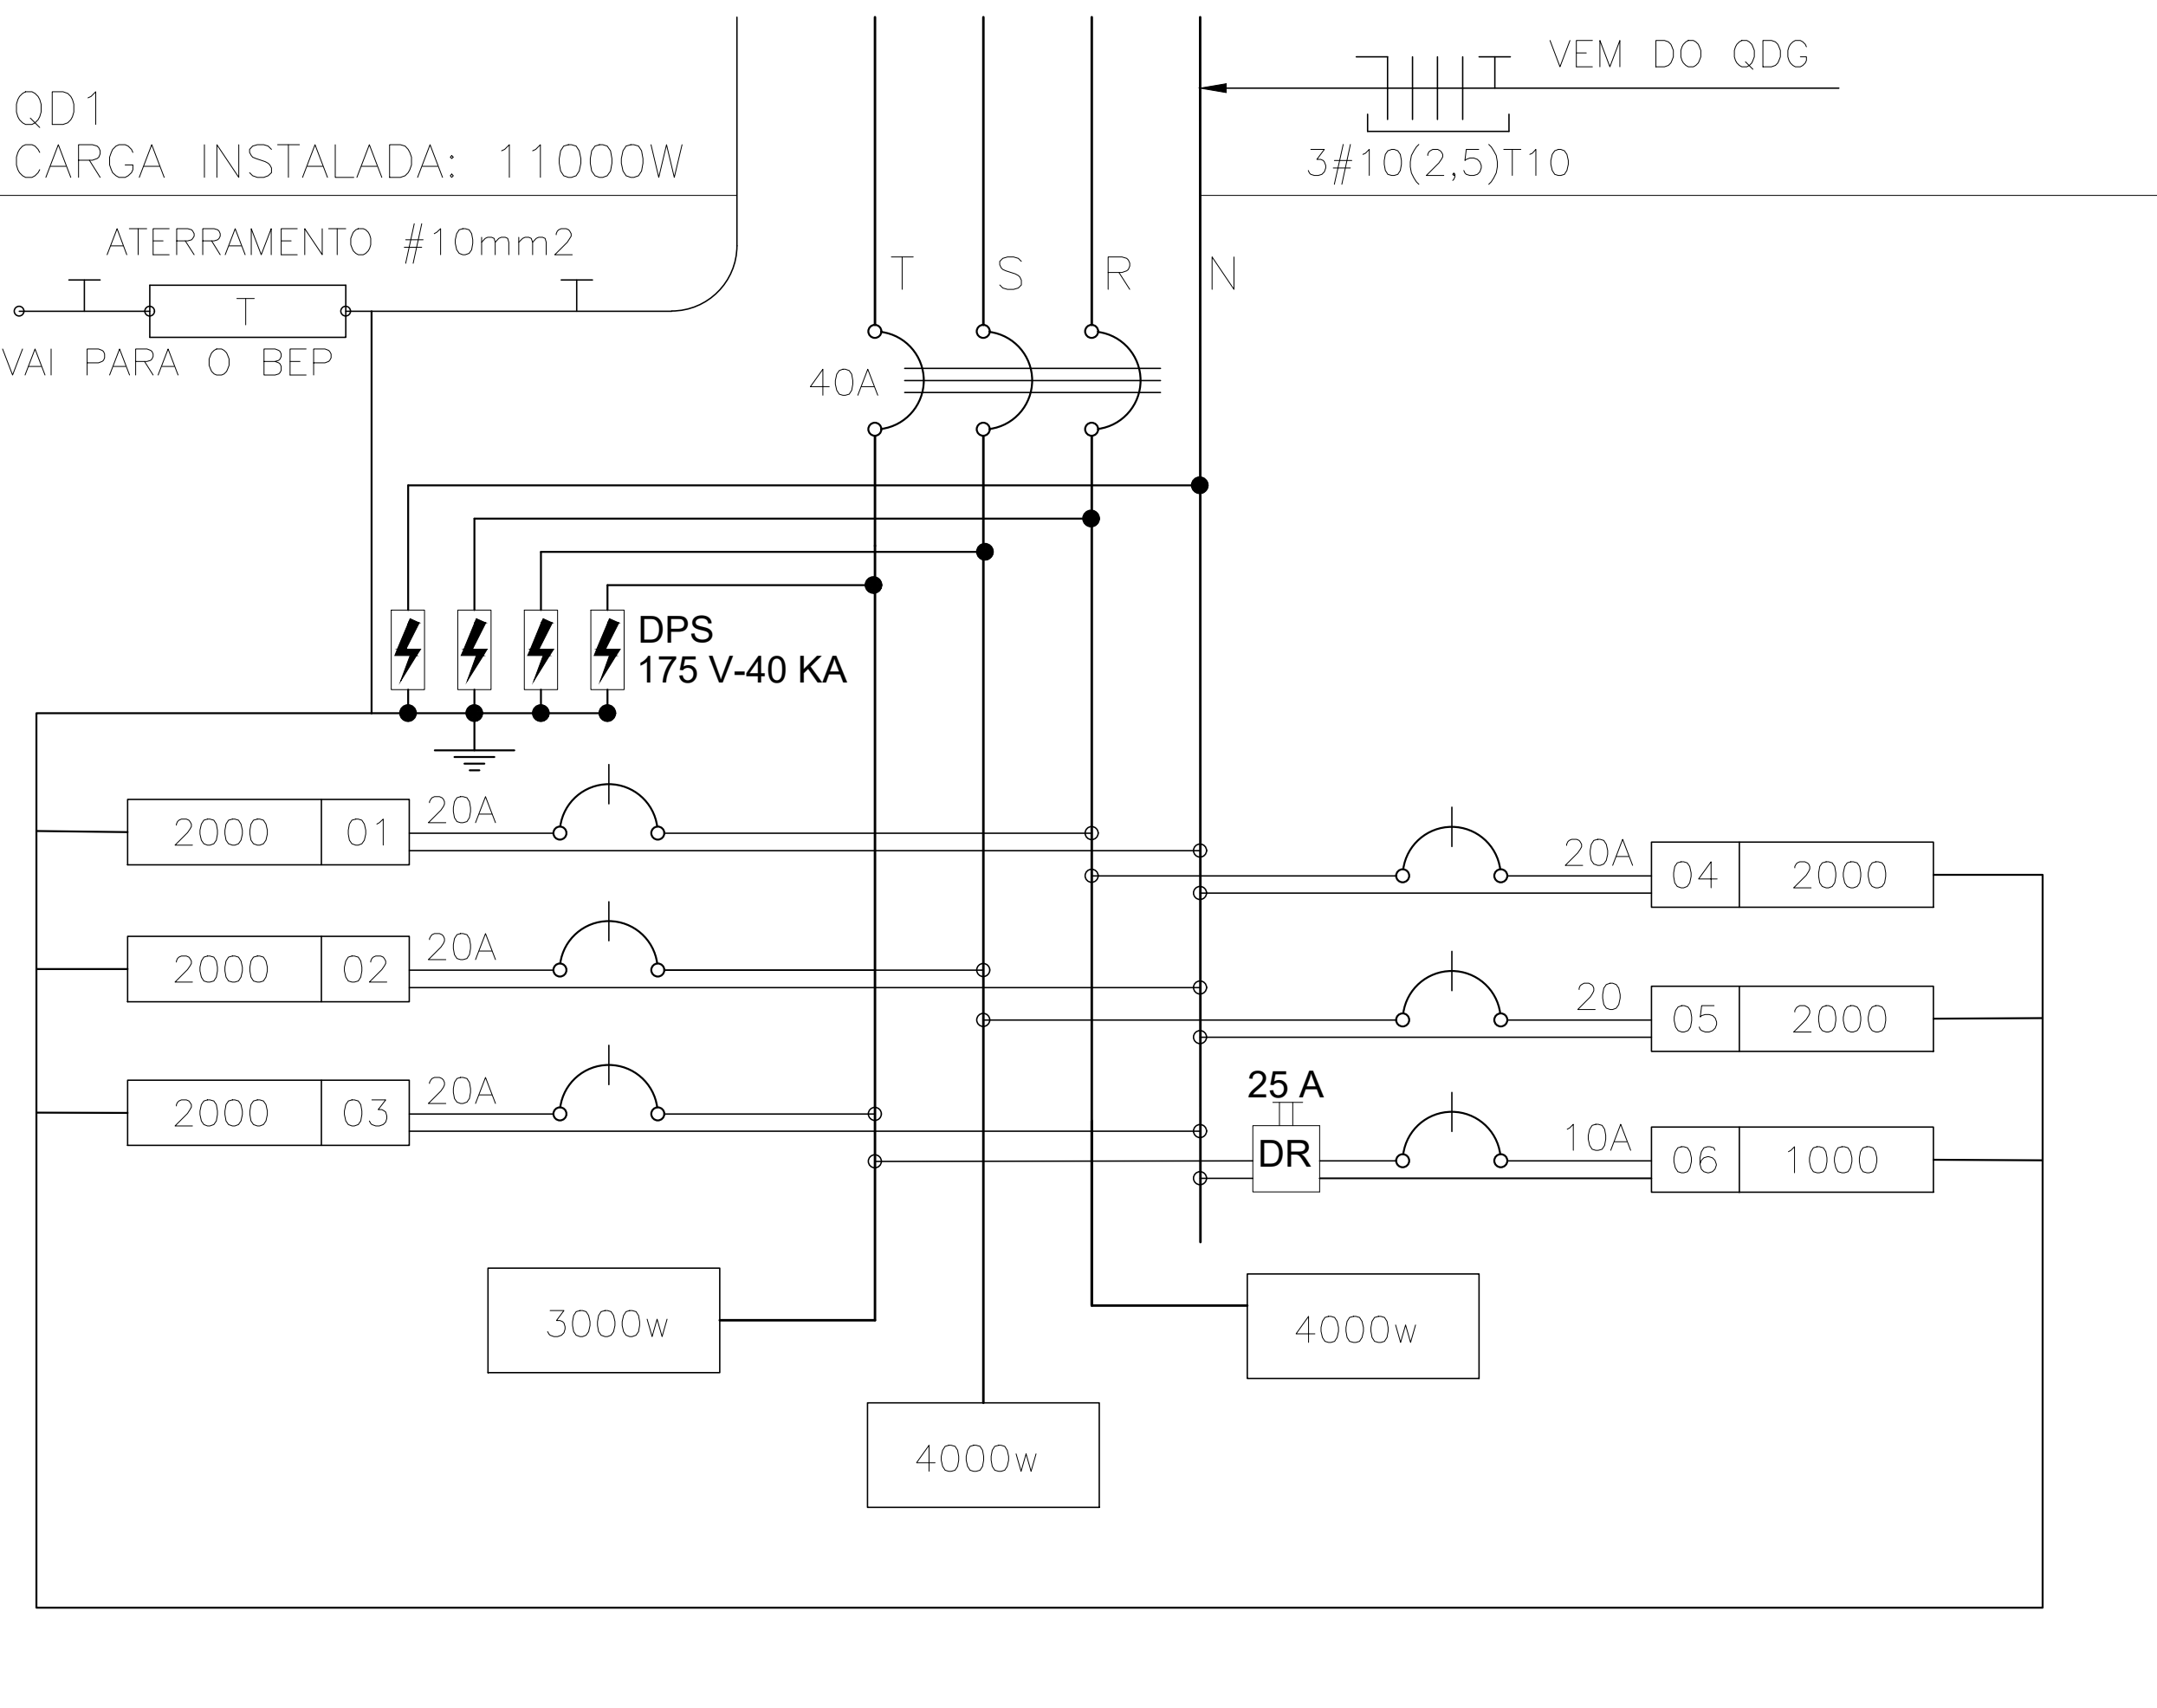 VEM DO QDG
QD1
CARGA INSTALADA: 11000W
3#10(2,5)T10
ATERRAMENTO #10mm2
T
VAI PARA O BEP
T
S
R
N
40A
DPS
175 V-40 KA
2000
01
20A
20A
04
2000
2000
02
20A
20
05
2000
2000
03
20A
25 A
DR
10A
06
1000
3000w
4000w
4000w